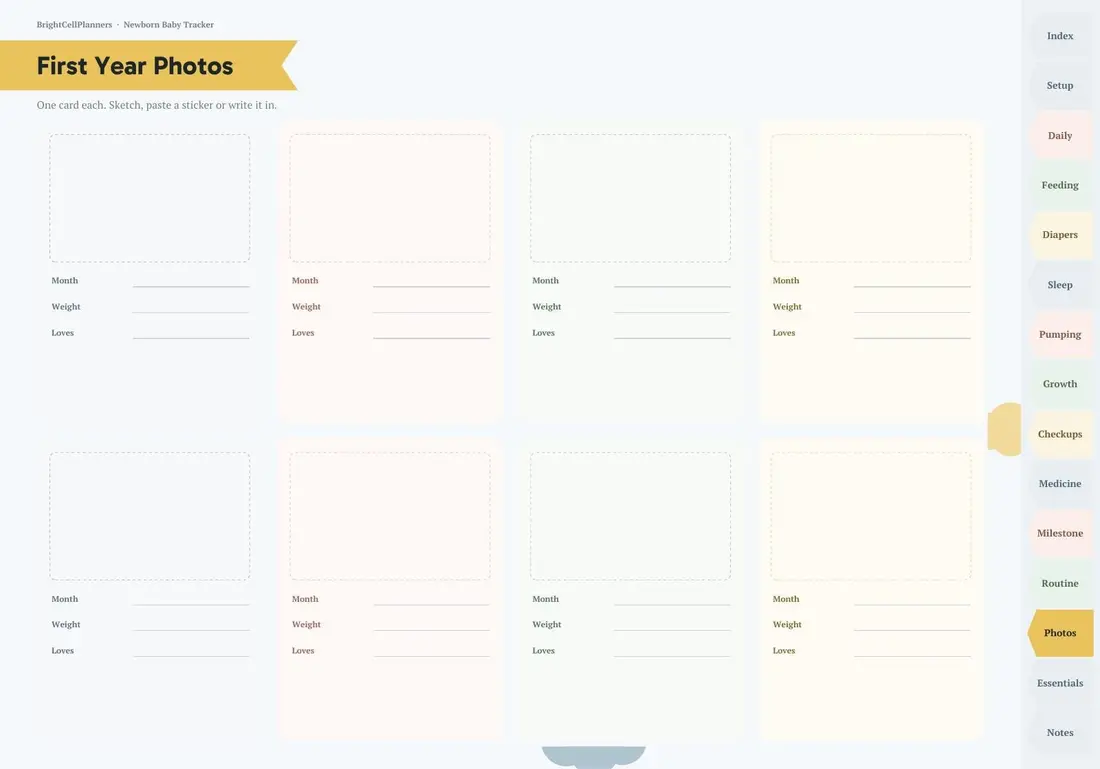 BrightCellPlanners · Newborn Baby Tracker
First Year Photos
One card each. Sketch, paste a sticker or write it in.
Month
Weight
Loves
Month
Weight
Loves
Month
Weight
Loves
Month
Weight
Loves
Month
Weight
Loves
Month
Weight
Loves
Month
Weight
Loves
Month
Weight
Loves
Index
Setup
Daily
Feeding
Diapers
Sleep
Pumping
Growth
Checkups
Medicine
Milestone
Routine
Photos
Essentials
Notes